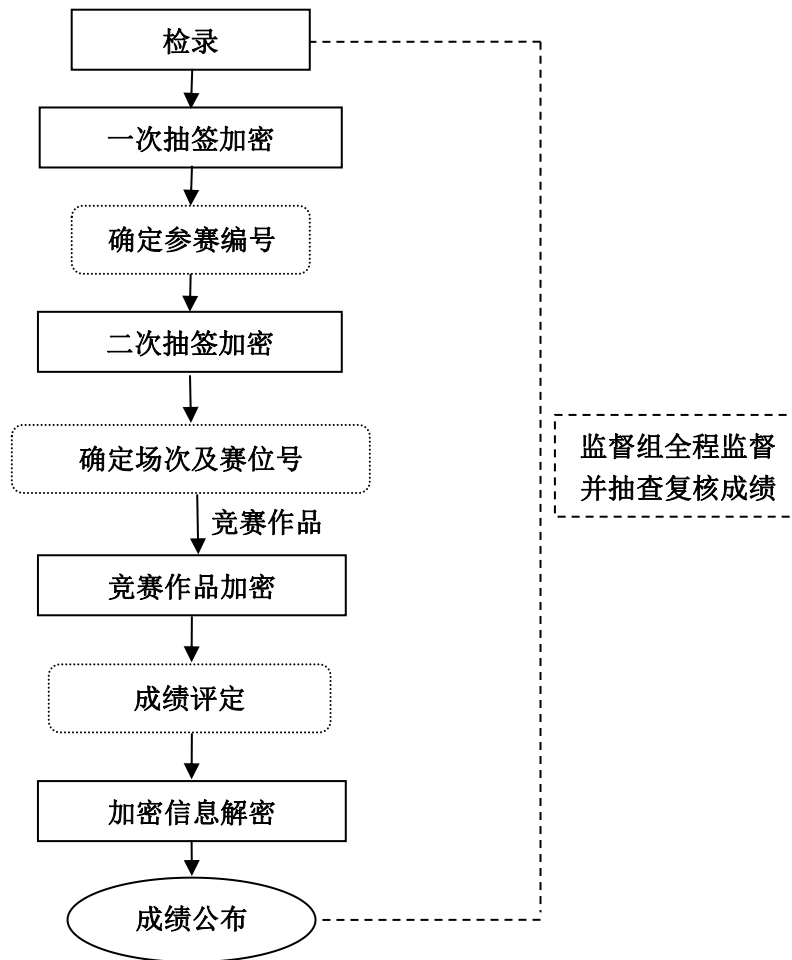 检录
一次抽签加密
确定参赛编号
二次抽签加密
确定场次及赛位号
竞赛作品
竞赛作品加密
成绩评定
加密信息解密
成绩公布
监督组全程监督
并抽查复核成绩